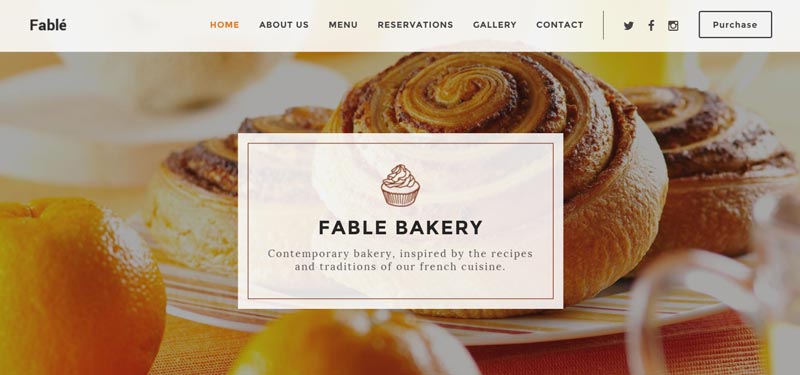 Fablé
HOME ABOUT US MENU RESERVATIONS GALLERY CONTACT Purchase
FABLE BAKERY
Contemporary bakery, inspired by the recipes
and traditions of our french cuisine.